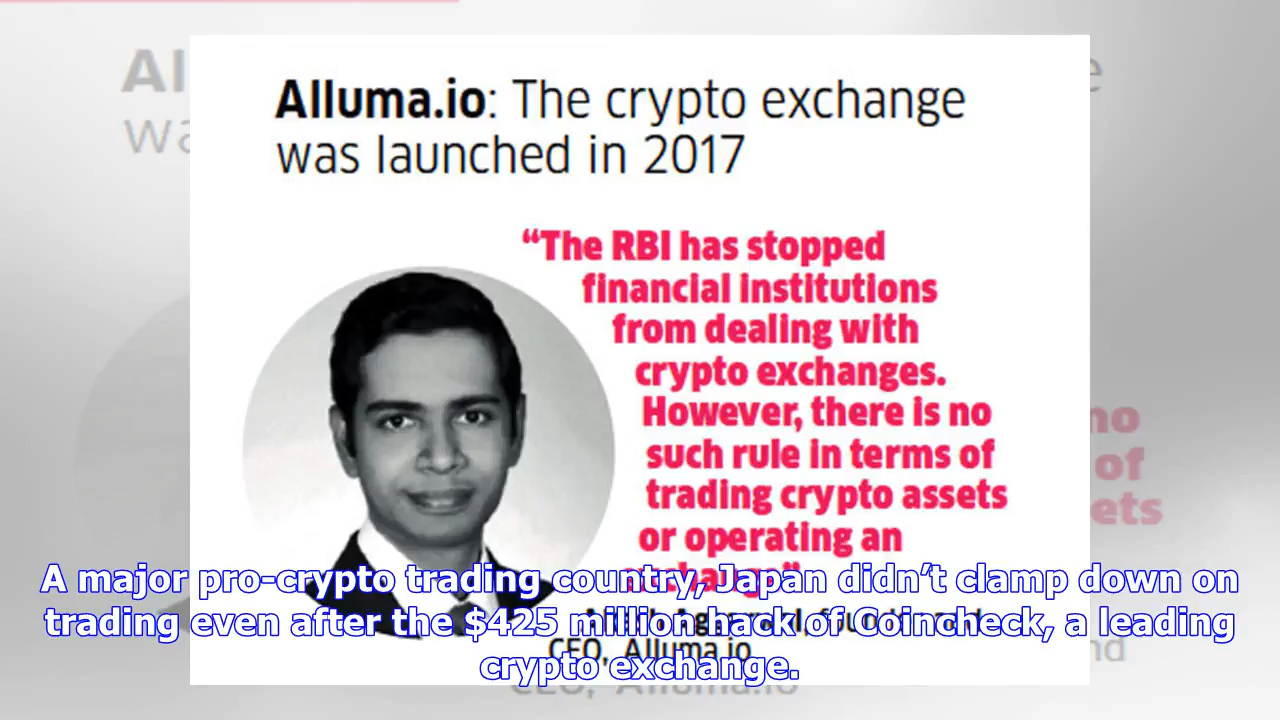 Alluma.io: The crypto exchange
was launched in 2017
“The RBI has stopped
financial institutions
from dealing with
crypto exchanges.
However, there is no
such rule in terms of
trading crypto assets
or operating an
exchange”
CEO, Alluma.io
A major pro-crypto trading country, Japan didn’t clamp down on
trading even after the $425 million hack of Coincheck, a leading
crypto exchange.